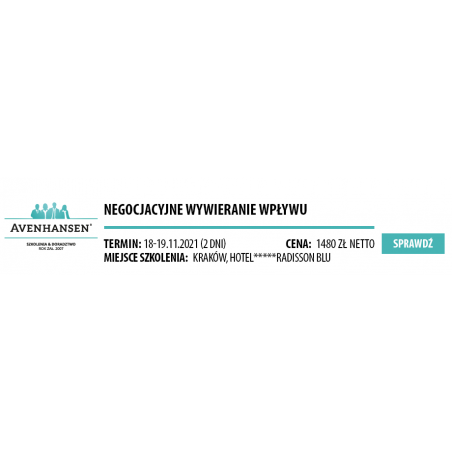 NEGOCJACYJNE WYWIERANIE WPŁYWU
AVENHANSEN®
SZKOLENIA & DORADZTWO
ROK ZAŁ. 2007
TERMIN: 18-19.11.2021 (2 DNI) CENA: 1480 ZŁ NETTO
MIEJSCE SZKOLENIA: KRAKÓW, HOTEL*****RADISSON BLU
SPRAWDŹ